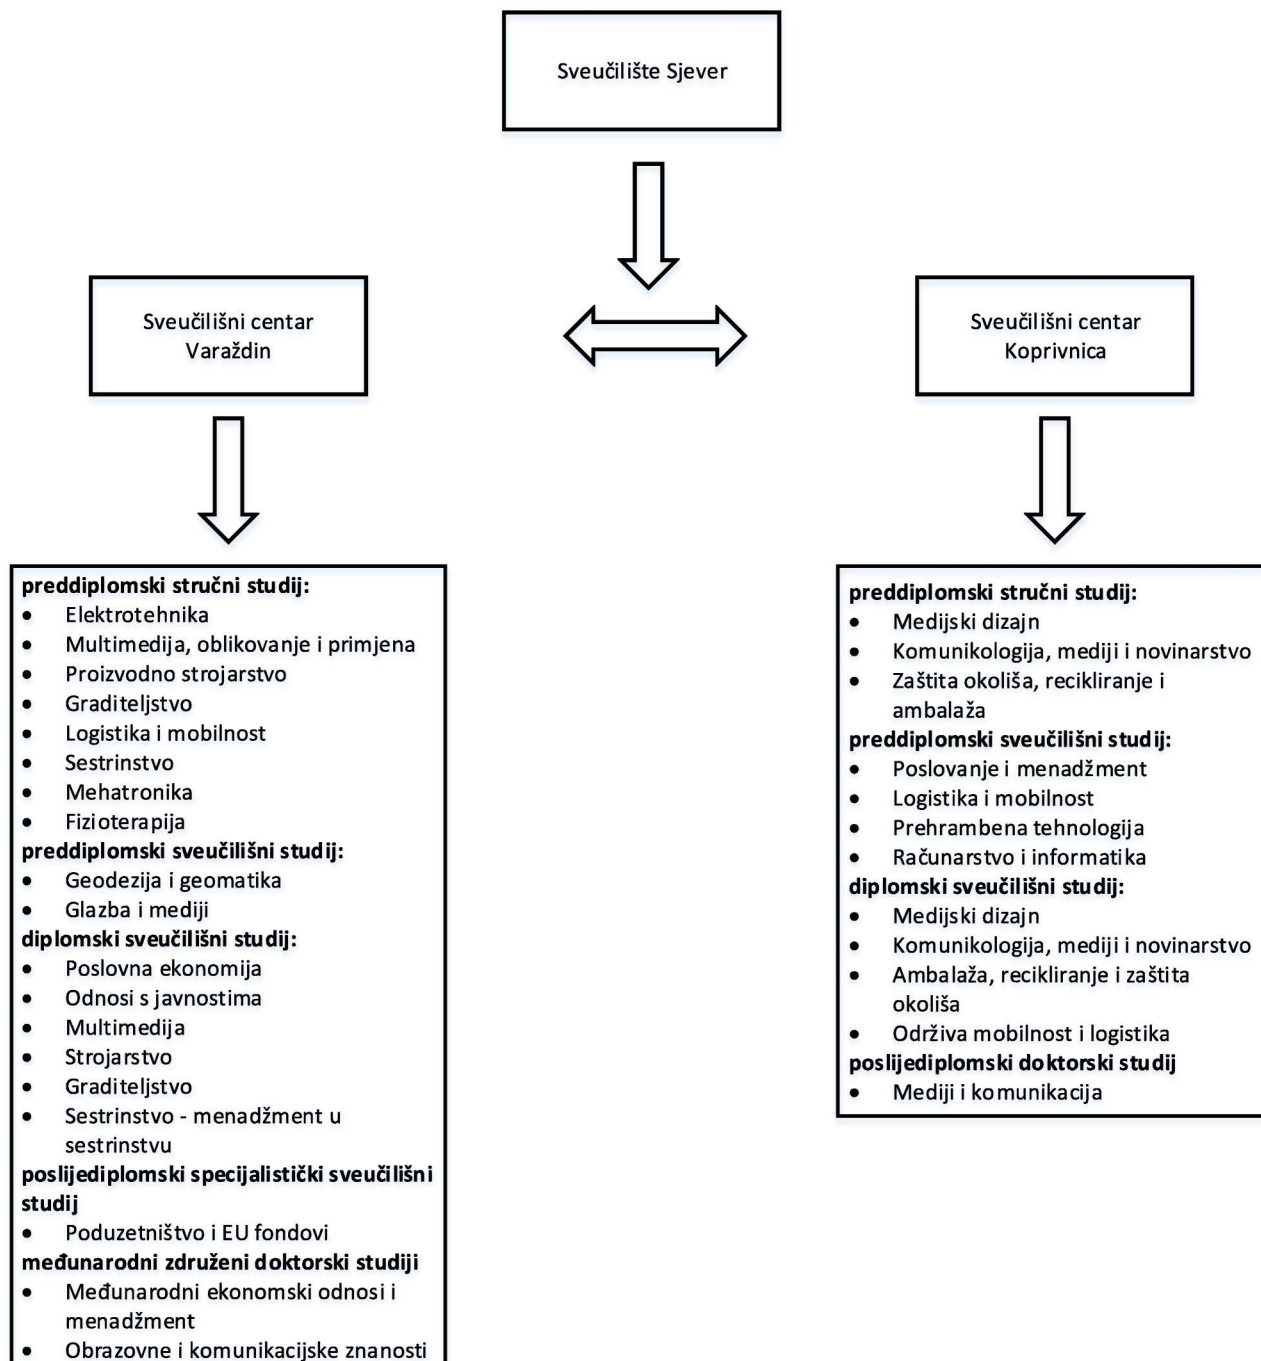 Sveučilište Sjever
Sveučilišni centar
Varaždin
Sveučilišni centar
Koprivnica
preddiplomski stručni studij:
• Elektrotehnika
• Multimedija, oblikovanje i primjena
• Proizvodno strojarstvo
• Graditeljstvo
• Logistika i mobilnost
• Sestrinstvo
• Mehatronika
• Fizioterapija
preddiplomski sveučilišni studij:
• Geodezija i geomatika
• Glazba i mediji
diplomski sveučilišni studij:
• Poslovna ekonomija
• Odnosi s javnostima
• Multimedija
• Strojarstvo
• Graditeljstvo
• Sestrinstvo - menadžment u
sestrinstvu
poslijediplomski specijalistički sveučilišni
studij
• Poduzetništvo i EU fondovi
međunarodni združeni doktorski studiji
• Međunarodni ekonomski odnosi i
menadžment
• Obrazovne i komunikacijske znanosti
preddiplomski stručni studij:
• Medijski dizajn
• Komunikologija, mediji i novinarstvo
• Zaštita okoliša, recikliranje i
ambalaža
preddiplomski sveučilišni studij:
• Poslovanje i menadžment
• Logistika i mobilnost
• Prehrambena tehnologija
• Računarstvo i informatika
diplomski sveučilišni studij:
• Medijski dizajn
• Komunikologija, mediji i novinarstvo
• Ambalaža, recikliranje i zaštita
okoliša
• Održiva mobilnost i logistika
poslijediplomski doktorski studij
• Mediji i komunikacija